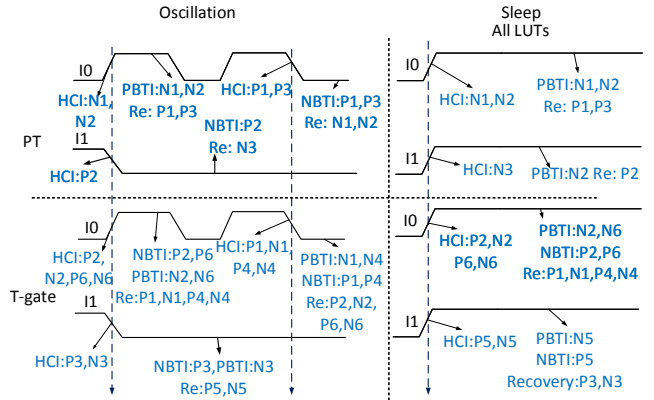 Oscillation
Sleep
All LUTs
I0
HCI:N1,
N2
PBTI:N1,N2
Re: P1,P3
HCI:P1,P3
NBTI:P1,P3
Re: N1,N2
NBTI:P2
Re: N3
PT
I1
HCI:P2
I0
HCI:N1,N2
PBTI:N1,N2
Re: P1,P3
I1
HCI:N3
PBTI:N2 Re: P2
I0
HCI:P2,
N2,P6,N6
NBTI:P2,P6
PBTI:N2,N6
Re:P1,N1,P4,N4
HCI:P1,N1,
P4,N4
PBTI:N1,N4
NBTI:P1,P4
Re:P2,N2,
P6,N6
T-gate
I1
HCI:P3,N3
NBTI:P3,PBTI:N3
Re:P5,N5
I0
HCI:P2,N2
P6,N6
PBTI:N2,N6
NBTI:P2,P6
Re:P1,N1,P4,N4
I1
HCI:P5,N5
PBTI:N5
NBTI:P5
Recovery:P3,N3